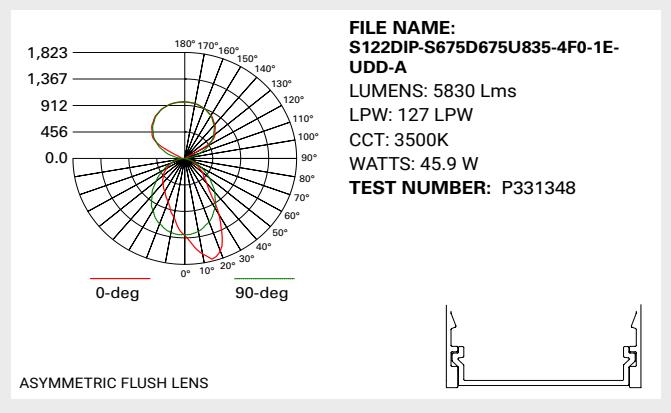 FILE NAME:
S122DIP-S675D675U835-4F0-1E-
UDD-A
LUMENS: 5830 Lms
LPW: 127 LPW
CCT: 3500K
WATTS: 45.9 W
TEST NUMBER: P331348
1,823
1,367
912
456
0.0
180°
170°
160°
150°
140°
130°
120°
110°
100°
90°
80°
70°
60°
50°
40°
30°
20°
10°
0°
0-deg
90-deg
ASYMMETRIC FLUSH LENS